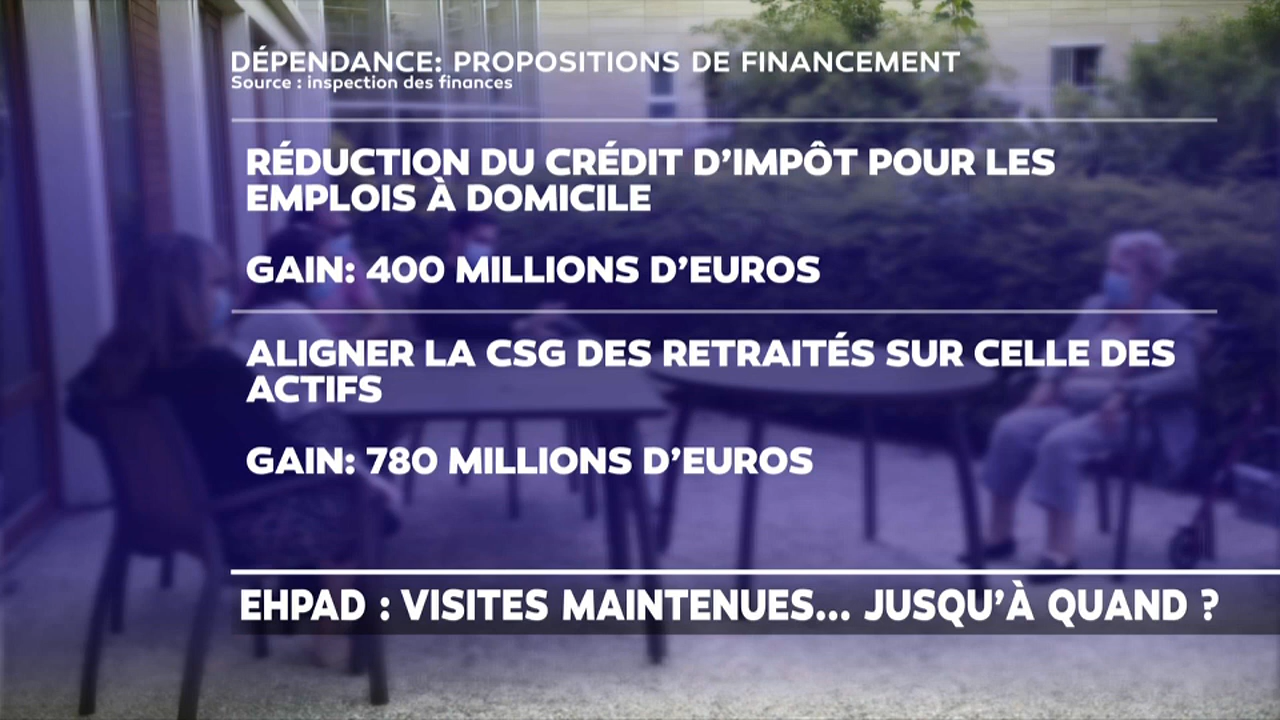 DÉPENDANCE: PROPOSITIONS DE FINANCEMENT
Source : inspection des finances
RÉDUCTION DU CRÉDIT D’IMPÔT POUR LES
EMPLOIS À DOMICILE
GAIN: 400 MILLIONS D’EUROS
ALIGNER LA CSG DES RETRAITÉS SUR CELLE DES
ACTIFS
GAIN: 780 MILLIONS D’EUROS
EHPAD : VISITES MAINTENUES... JUSQU’À QUAND ?